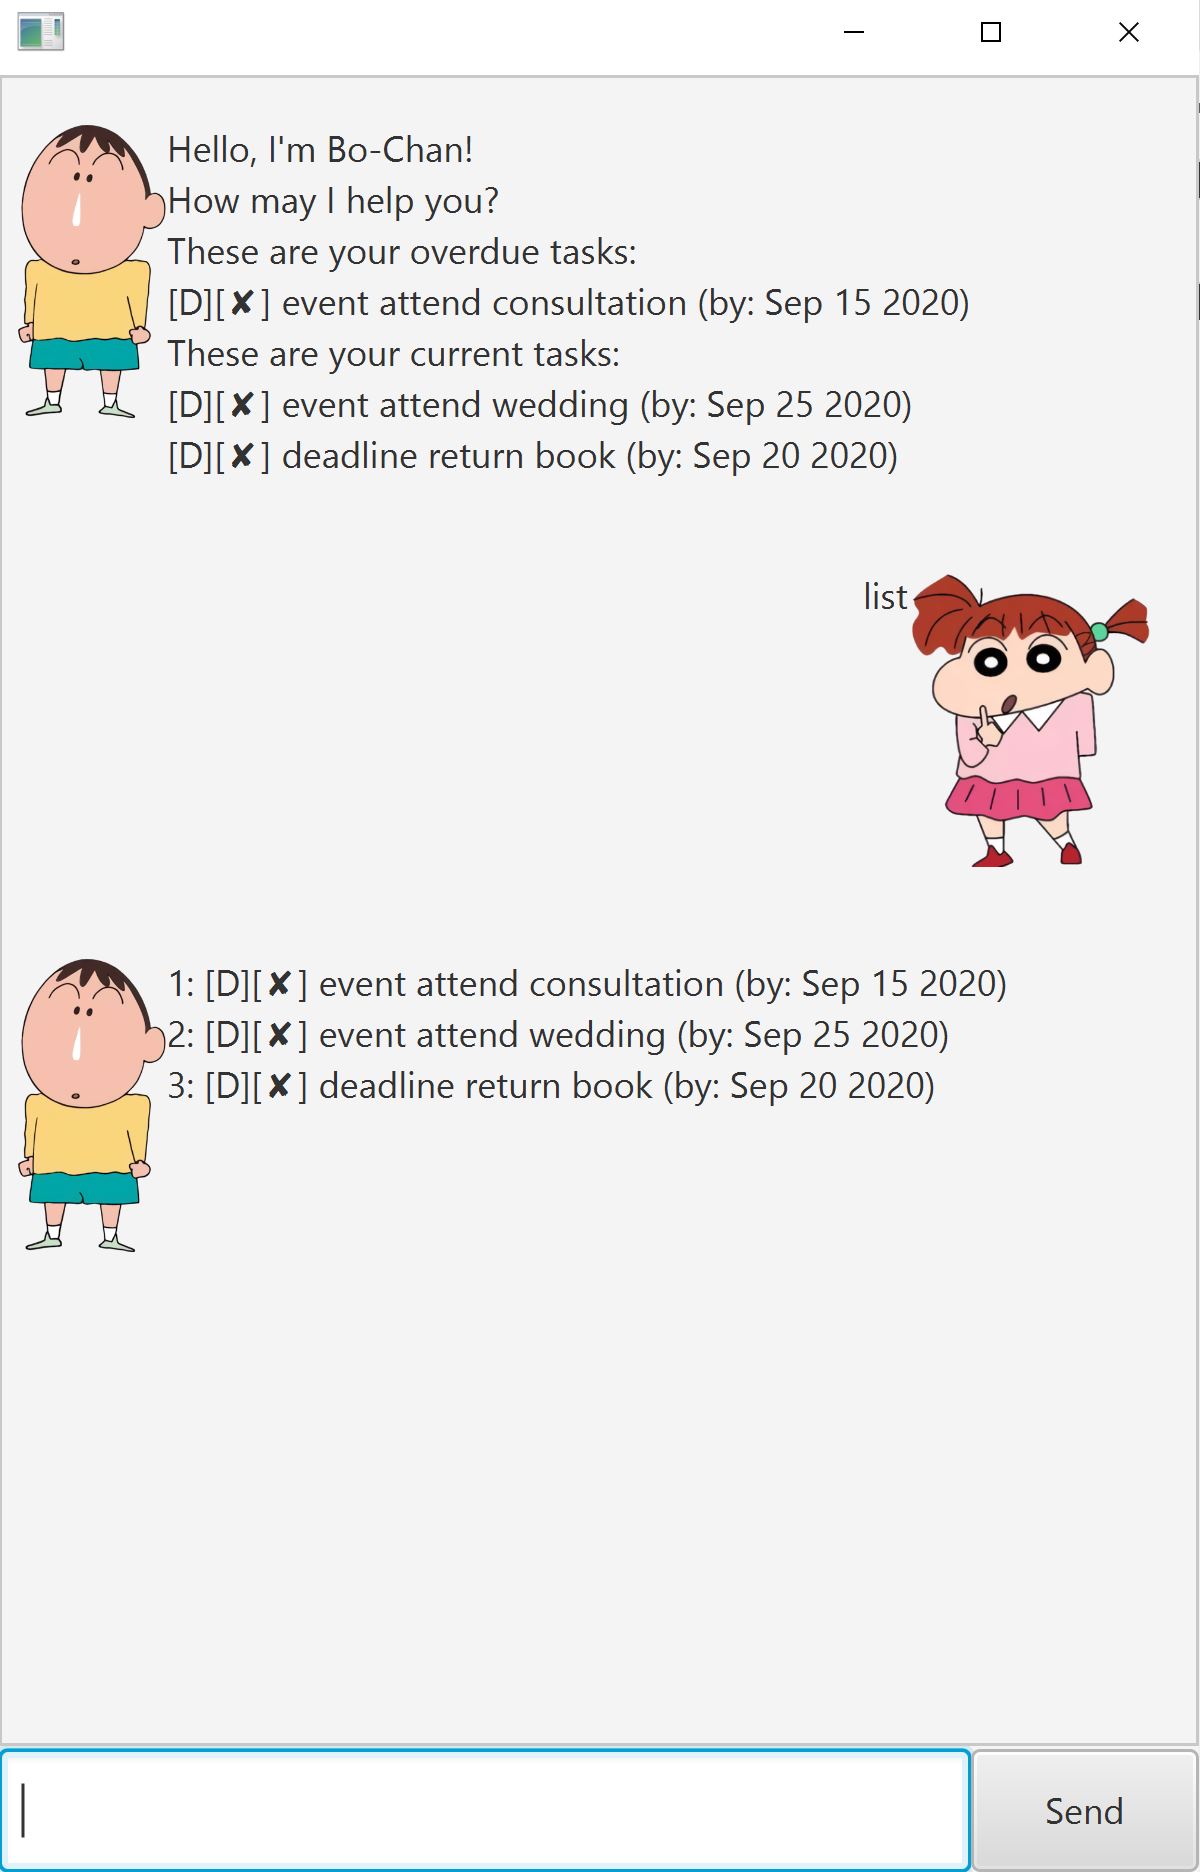 Hello, I'm Bo-Chan!
How may I help you?
These are your overdue tasks:
[D][✘] event attend consultation (by: Sep 15 2020)
These are your current tasks:
[D][✘] event attend wedding (by: Sep 25 2020)
[D][✘] deadline return book (by: Sep 20 2020)
list
1: [D][✘] event attend consultation (by: Sep 15 2020)
2: [D][✘] event attend wedding (by: Sep 25 2020)
3: [D][✘] deadline return book (by: Sep 20 2020)
Send